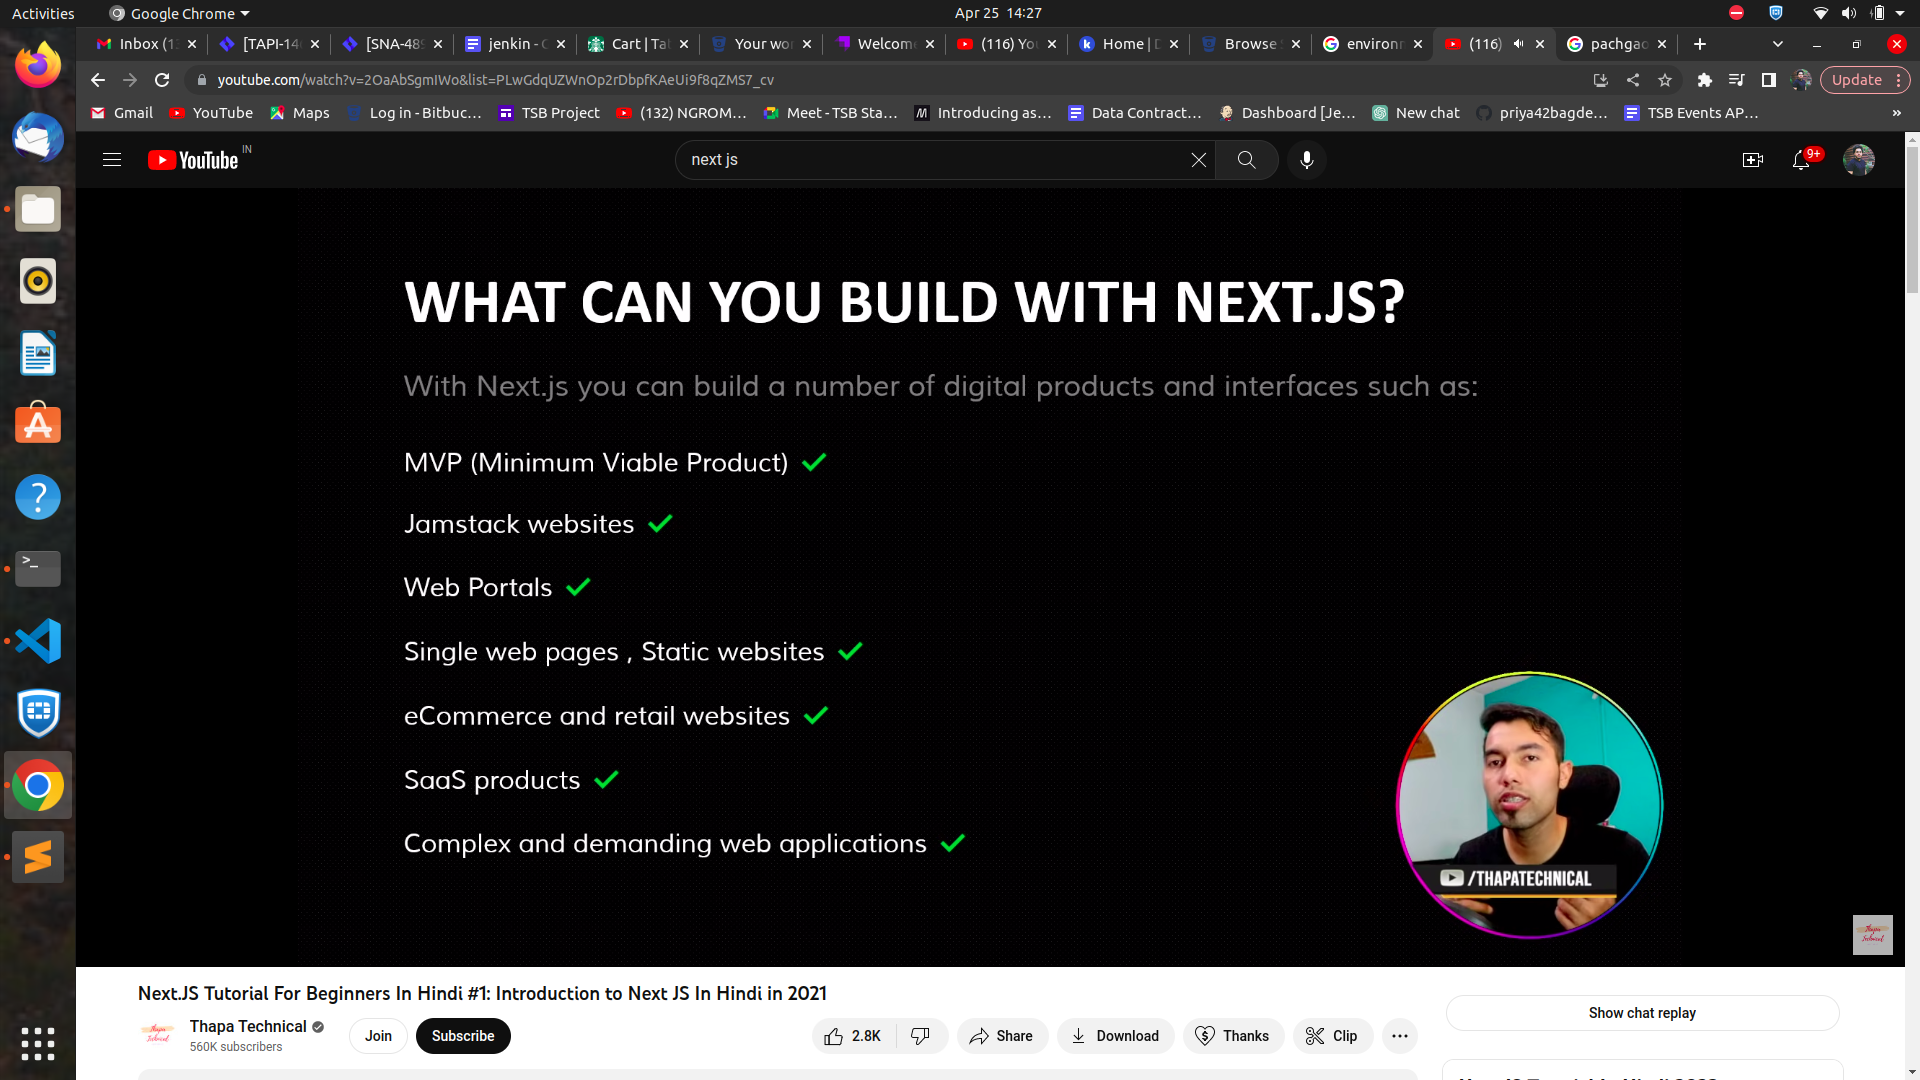 Activities
Google Chrome
Apr 25 14:27
Inbox (1
[TAPI-14
[SNA-489
jenkin - G
Cart | Ta
Your wo
Welcome
(116) Yo
Home | D
Browse
environm
(116)
pachgao
youtube.com/watch?v=2OaAbSgmIWo&list=PLwGdqUZWnOp2rDbpfKAeUi9f8qZMS7_cv
Update
Gmail
YouTube
Maps
Log in - Bitbuc...
TSB Project
(132) NGROM...
Meet - TSB Sta...
Introducing as...
Data Contract...
Dashboard [Je...
New chat
priya42bagde...
TSB Events AP...
»
YouTube IN
next js
9+
WHAT CAN YOU BUILD WITH NEXT.JS?
With Next.js you can build a number of digital products and interfaces such as:
MVP (Minimum Viable Product)
Jamstack websites
Web Portals
Single web pages , Static websites
eCommerce and retail websites
SaaS products
Complex and demanding web applications
/THAPATECHNICAL
Thapa
Technical
Next.JS Tutorial For Beginners In Hindi #1: Introduction to Next JS In Hindi in 2021
Thapa Technical
560K subscribers
Join
Subscribe
2.8K
Share
Download
Thanks
Clip
Show chat replay